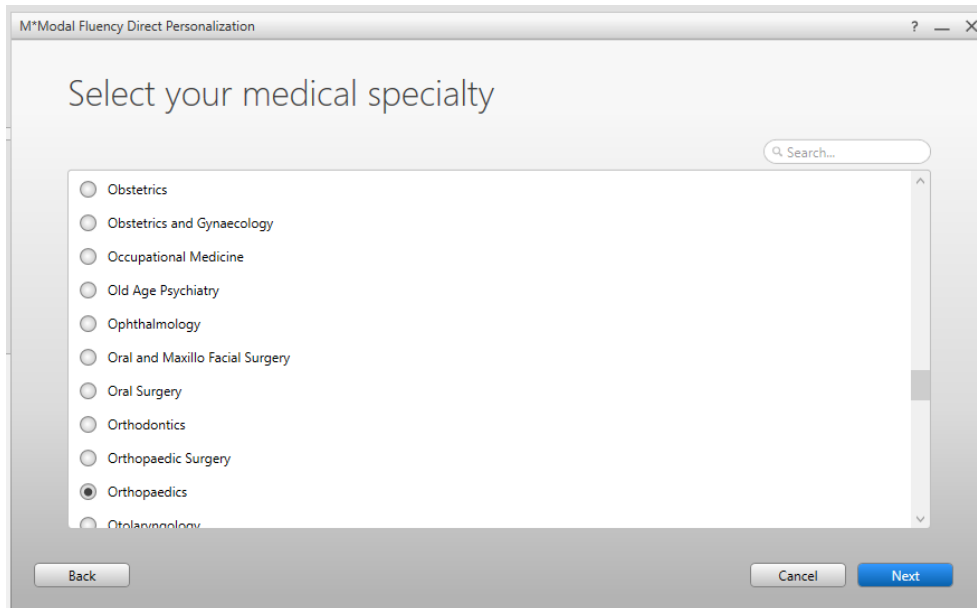 M*Modal Fluency Direct Personalization
? — X
Select your medical specialty
Search...
Obstetrics
Obstetrics and Gynaecology
Occupational Medicine
Old Age Psychiatry
Ophthalmology
Oral and Maxillo Facial Surgery
Oral Surgery
Orthodontics
Orthopaedic Surgery
Orthopaedics
Otolaryngology
Back
Cancel
Next